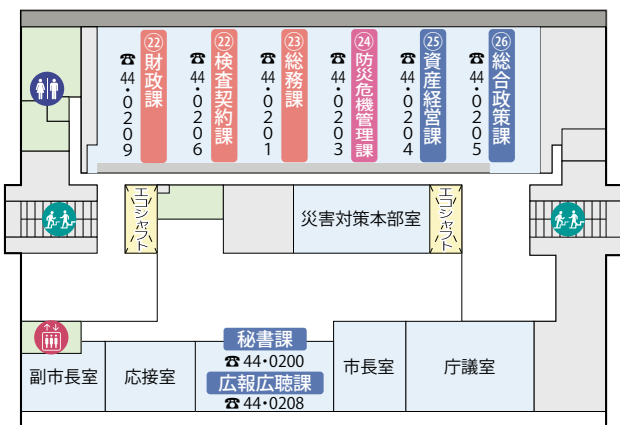 ㉒財政課
☎44・0209
㉒検査契約課
☎44・0206
㉓総務課
☎44・0201
㉔防災危機管理課
☎44・0203
㉕資産経営課
☎44・0204
㉖総合政策課
☎44・0205
エコシャフト
災害対策本部室
エコシャフト
副市長室
応接室
秘書課
☎44・0200
広報広聴課
☎44・0208
市長室
庁議室